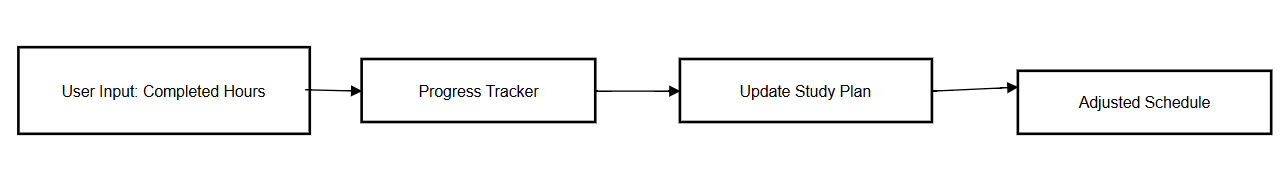 User Input: Completed Hours
Progress Tracker
Update Study Plan
Adjusted Schedule